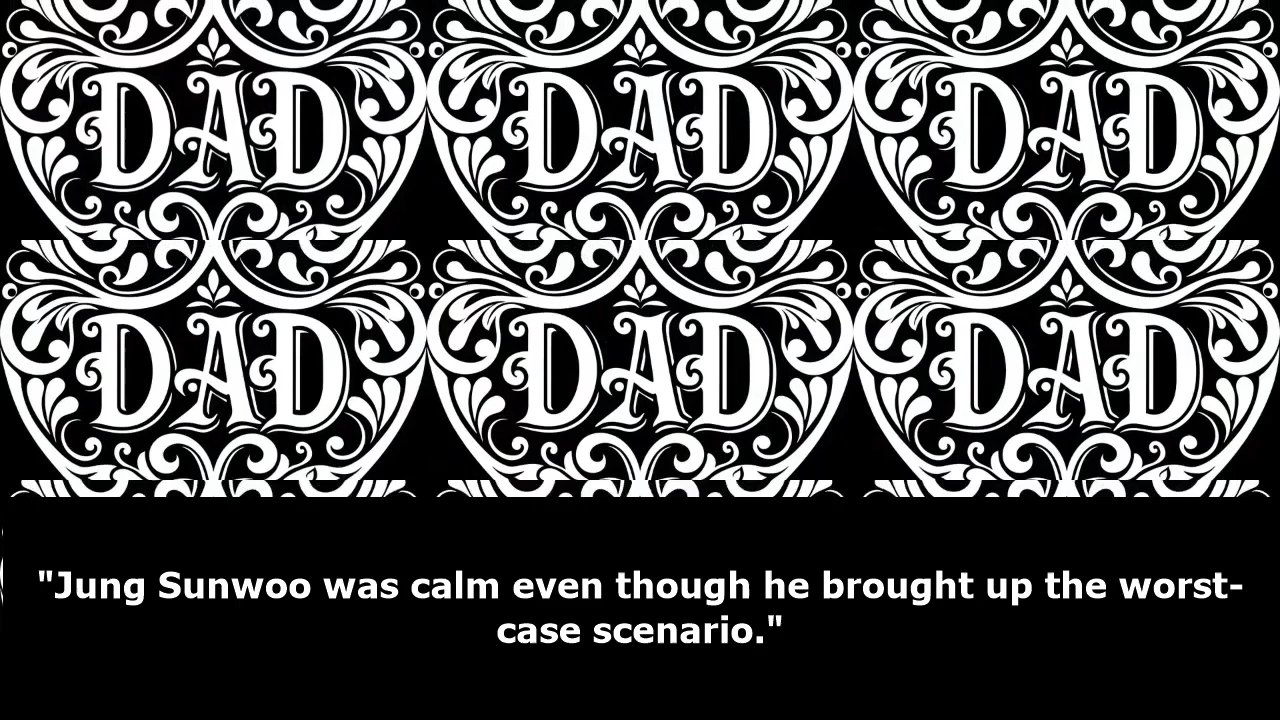 DAD DAD DAD
DAD DAD DAD
"Jung Sunwoo was calm even though he brought up the worst-
case scenario."